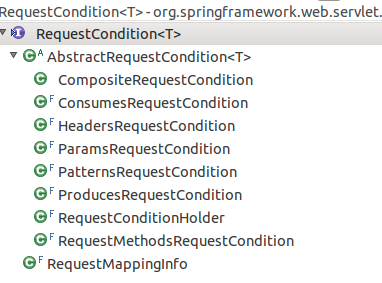 RequestCondition<T> - org.springframework.web.servlet.
RequestCondition<T>
AbstractRequestCondition<T>
CompositeRequestCondition
ConsumesRequestCondition
HeadersRequestCondition
ParamsRequestCondition
PatternsRequestCondition
ProducesRequestCondition
RequestConditionHolder
RequestMethodsRequestCondition
RequestMappingInfo